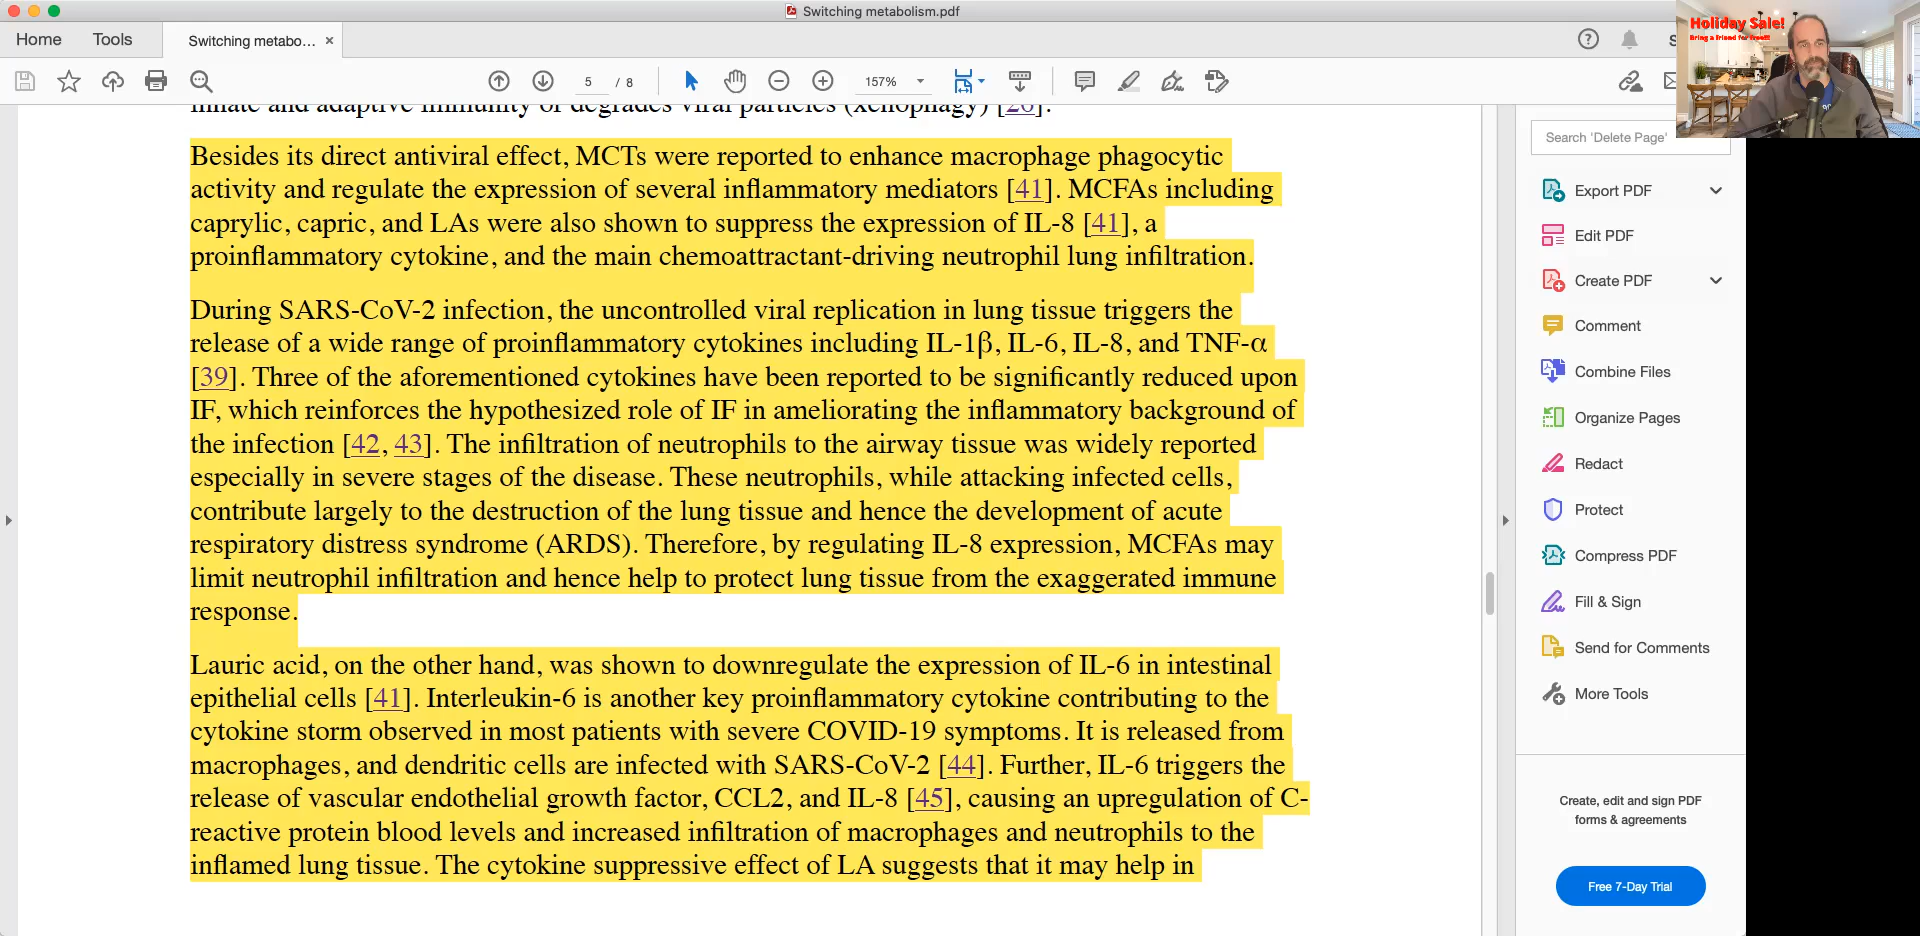 Switching metabolism.pdf
Home
Tools
Switching metabo...
5 / 8
157%
Holiday Sale!
Bring a friend for free!!!
innate and adaptive immunity or degrades viral particles (xenophagy) [26].
Besides its direct antiviral effect, MCTs were reported to enhance macrophage phagocytic
activity and regulate the expression of several inflammatory mediators [41]. MCFAs including
caprylic, capric, and LAs were also shown to suppress the expression of IL-8 [41], a
proinflammatory cytokine, and the main chemoattractant-driving neutrophil lung infiltration.
During SARS-CoV-2 infection, the uncontrolled viral replication in lung tissue triggers the
release of a wide range of proinflammatory cytokines including IL-1β, IL-6, IL-8, and TNF-α
[39]. Three of the aforementioned cytokines have been reported to be significantly reduced upon
IF, which reinforces the hypothesized role of IF in ameliorating the inflammatory background of
the infection [42, 43]. The infiltration of neutrophils to the airway tissue was widely reported
especially in severe stages of the disease. These neutrophils, while attacking infected cells,
contribute largely to the destruction of the lung tissue and hence the development of acute
respiratory distress syndrome (ARDS). Therefore, by regulating IL-8 expression, MCFAs may
limit neutrophil infiltration and hence help to protect lung tissue from the exaggerated immune
response.
Lauric acid, on the other hand, was shown to downregulate the expression of IL-6 in intestinal
epithelial cells [41]. Interleukin-6 is another key proinflammatory cytokine contributing to the
cytokine storm observed in most patients with severe COVID-19 symptoms. It is released from
macrophages, and dendritic cells are infected with SARS-CoV-2 [44]. Further, IL-6 triggers the
release of vascular endothelial growth factor, CCL2, and IL-8 [45], causing an upregulation of C-
reactive protein blood levels and increased infiltration of macrophages and neutrophils to the
inflamed lung tissue. The cytokine suppressive effect of LA suggests that it may help in
Search 'Delete Page'
Export PDF
Edit PDF
Create PDF
Comment
Combine Files
Organize Pages
Redact
Protect
Compress PDF
Fill & Sign
Send for Comments
More Tools
Create, edit and sign PDF
forms & agreements
Free 7-Day Trial